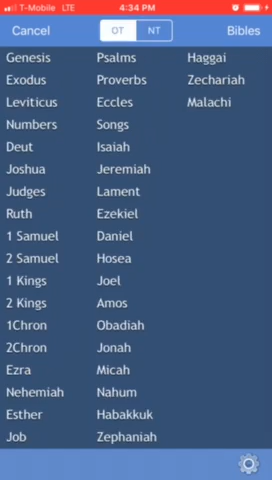 T-Mobile LTE 4:34 PM
Cancel OT NT Bibles
Genesis Psalms Haggai
Exodus Proverbs Zechariah
Leviticus Eccles Malachi
Numbers Songs
Deut Isaiah
Joshua Jeremiah
Judges Lament
Ruth Ezekiel
1 Samuel Daniel
2 Samuel Hosea
1 Kings Joel
2 Kings Amos
1Chron Obadiah
2Chron Jonah
Ezra Micah
Nehemiah Nahum
Esther Habakkuk
Job Zephaniah